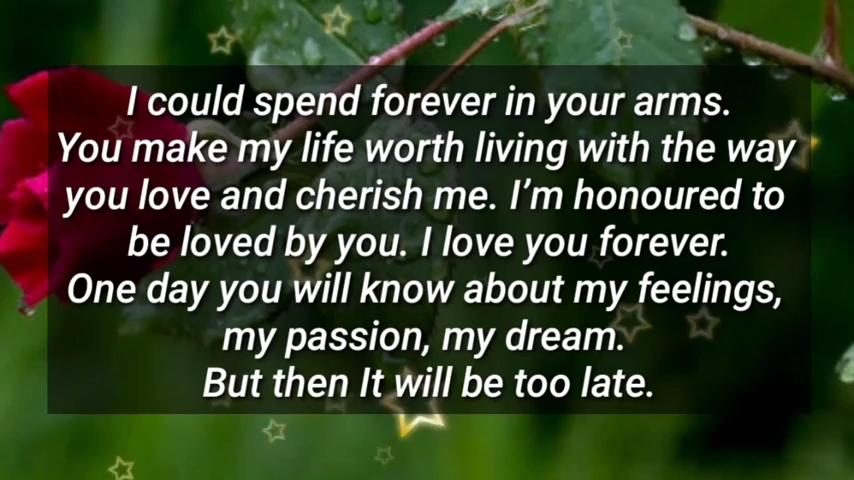 I could spend forever in your arms.
You make my life worth living with the way
you love and cherish me. I’m honoured to
be loved by you. I love you forever.
One day you will know about my feelings,
my passion, my dream.
But then It will be too late.